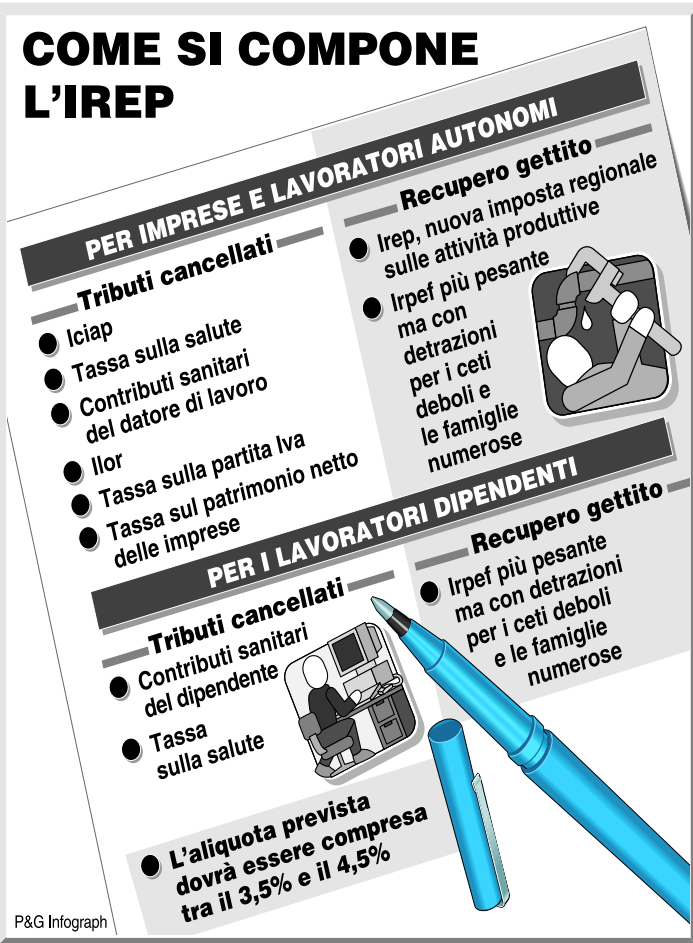 COME SI COMPONE
L'IREP
PER IMPRESE E LAVORATORI AUTONOMI
Tributi cancellati
Iciap
Tassa sulla salute
Contributi sanitari
del datore di lavoro
Ilor
Tassa sulla partita Iva
Tassa sul patrimonio netto
delle imprese
Recupero gettito
Irep, nuova imposta regionale
sulle attività produttive
Irpef più pesante
ma con
detrazioni
per i ceti
deboli e
le famiglie
numerose
PER I LAVORATORI DIPENDENTI
Tributi cancellati
Contributi sanitari
del dipendente
Tassa
sulla salute
Recupero gettito
Irpef più pesante
ma con detrazioni
per i ceti deboli
e le famiglie
numerose
L'aliquota prevista
dovrà essere compresa
tra il 3,5% e il 4,5%
P&G Infograph